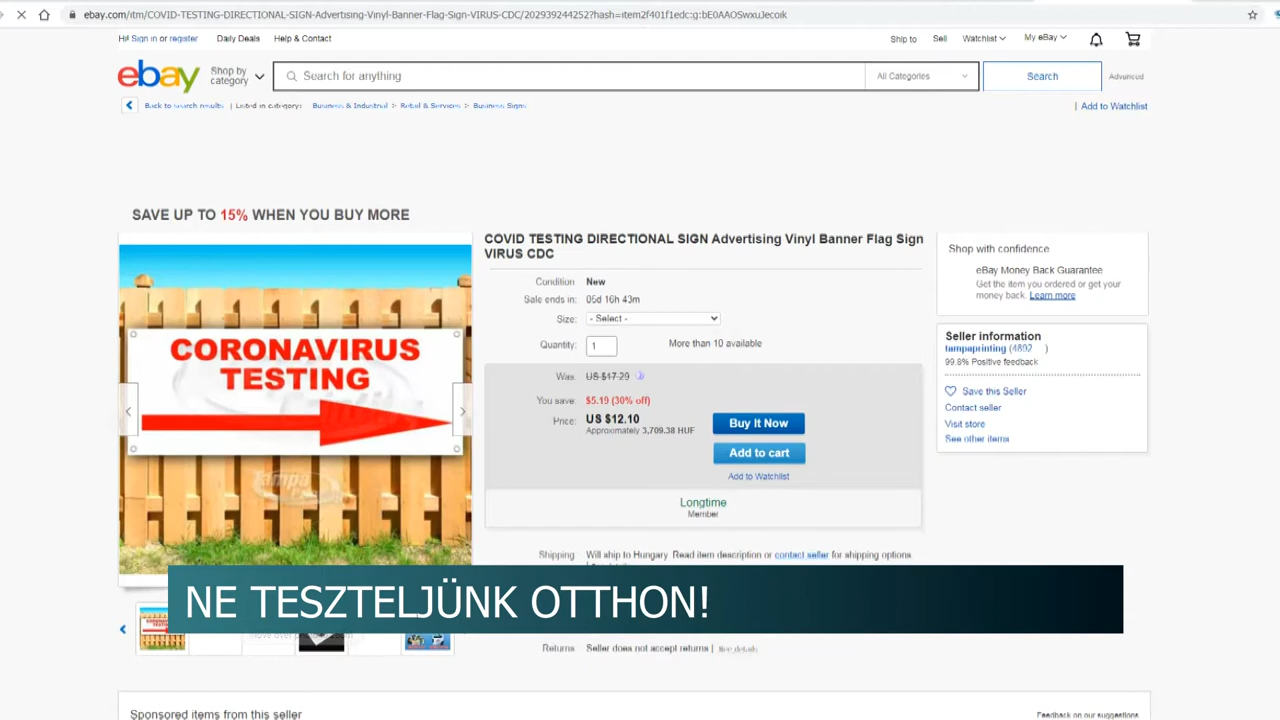 ebay.com/itm/COVID-TESTING-DIRECTIONAL-SIGN-Advertising-Vinyl-Banner-Flag-Sign-VIRUS-CDC/202939244252?hash=item2f401f1edc:g:bE0AAOSwxuJecoik
Hi! Sign in or register Daily Deals Help & Contact Ship to Sell Watchlist My eBay
ebay Shop by category Search for anything All Categories Search Advanced
Back to search results | Listed in category: Business & Industrial > Retail & Services > Business Signs | Add to Watchlist
SAVE UP TO 15% WHEN YOU BUY MORE
CORONAVIRUS
TESTING
COVID TESTING DIRECTIONAL SIGN Advertising Vinyl Banner Flag Sign
VIRUS CDC
Condition: New
Sale ends in: 05d 16h 43m
Size: - Select -
Quantity: 1 More than 10 available
Was: US $17.29
You save: $5.19 (30% off)
Price: US $12.10 Buy It Now
Approximately 3,709.38 HUF
Add to cart
Add to Watchlist
Longtime
Member
Shipping: Will ship to Hungary. Read item description or contact seller for shipping options.
Returns: Seller does not accept returns | See details
Shop with confidence
eBay Money Back Guarantee
Get the item you ordered or get your
money back. Learn more
Seller information
tampaprinting (4892 )
99.8% Positive feedback
Save this Seller
Contact seller
Visit store
See other items
NE TESZTELJÜNK OTTHON!
Sponsored items from this seller Feedback on our suggestions